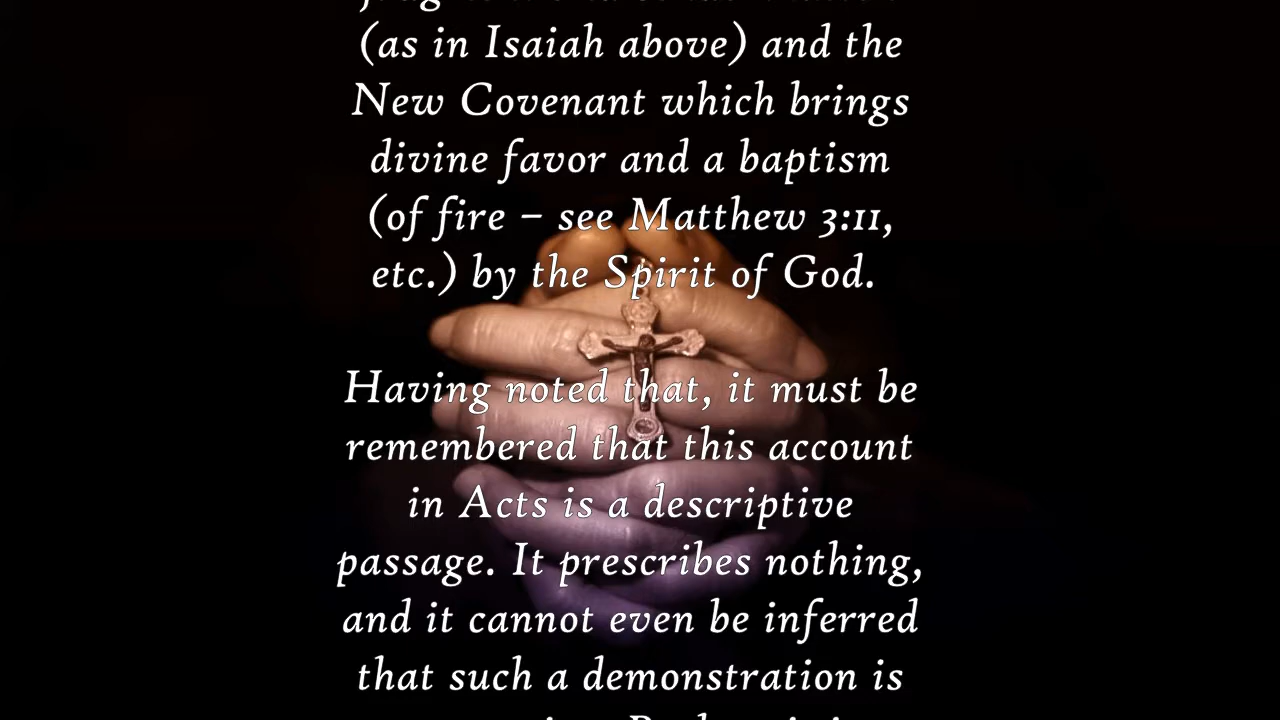 (as in Isaiah above) and the
New Covenant which brings
divine favor and a baptism
(of fire – see Matthew 3:11,
etc.) by the Spirit of God.
Having noted that, it must be
remembered that this account
in Acts is a descriptive
passage. It prescribes nothing,
and it cannot even be inferred
that such a demonstration is